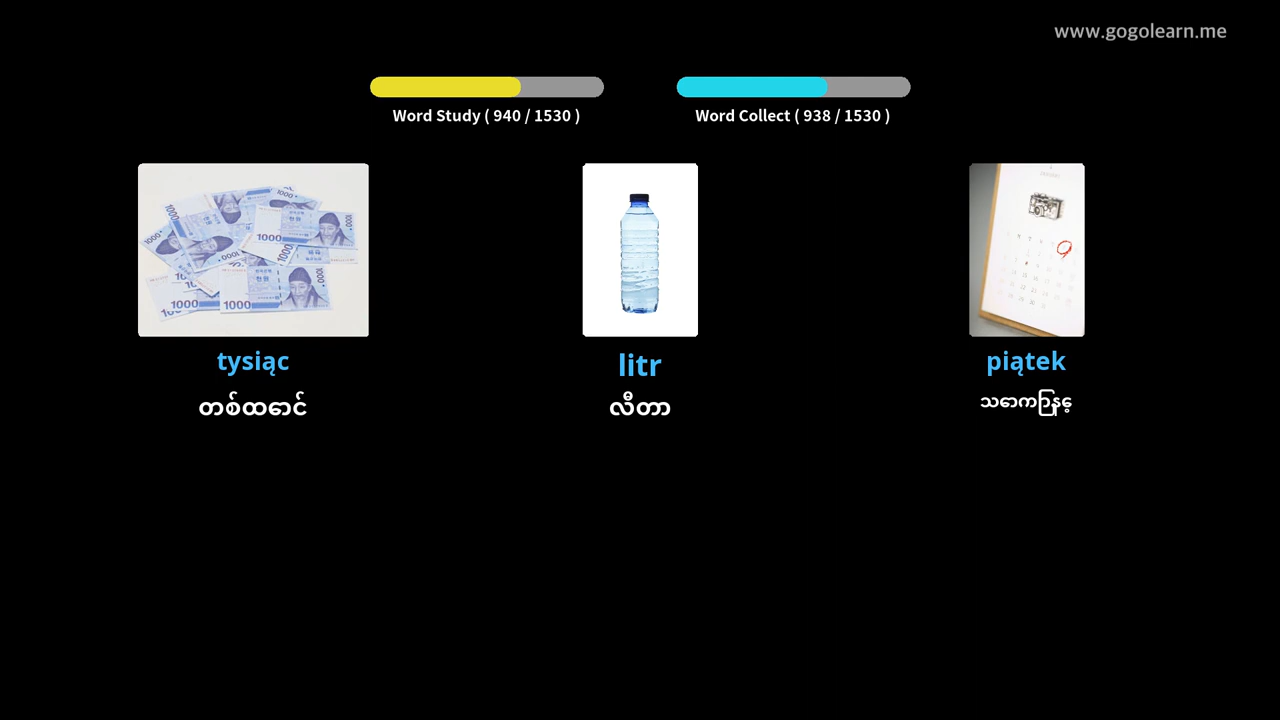 www.gogolearn.me
Word Study ( 940 / 1530 )
Word Collect ( 938 / 1530 )
tysiąc
litr
piątek
တစ်ထောင်
လီတာ
သောကြာနေ့